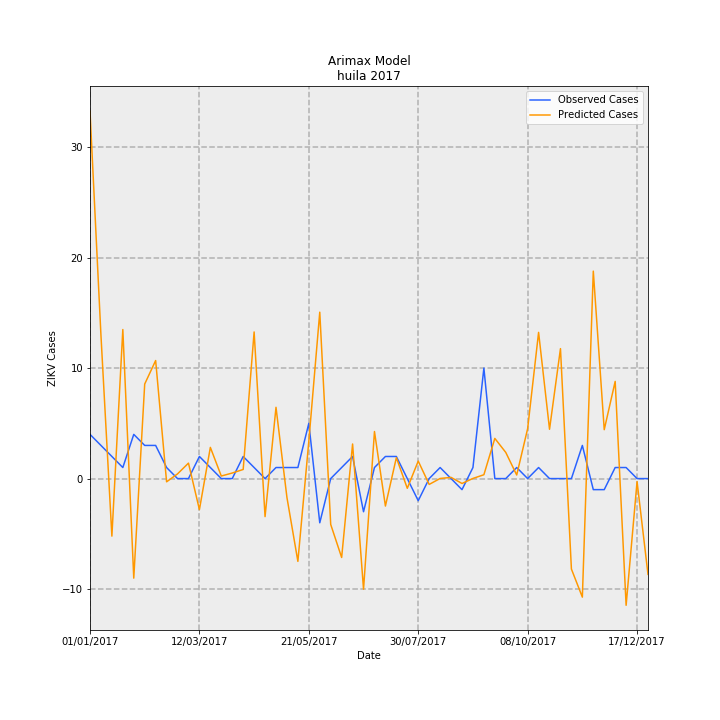 Arimax Model
huila 2017
Observed Cases
Predicted Cases
ZIKV Cases
30
20
10
0
−10
01/01/2017
12/03/2017
21/05/2017
30/07/2017
08/10/2017
17/12/2017
Date